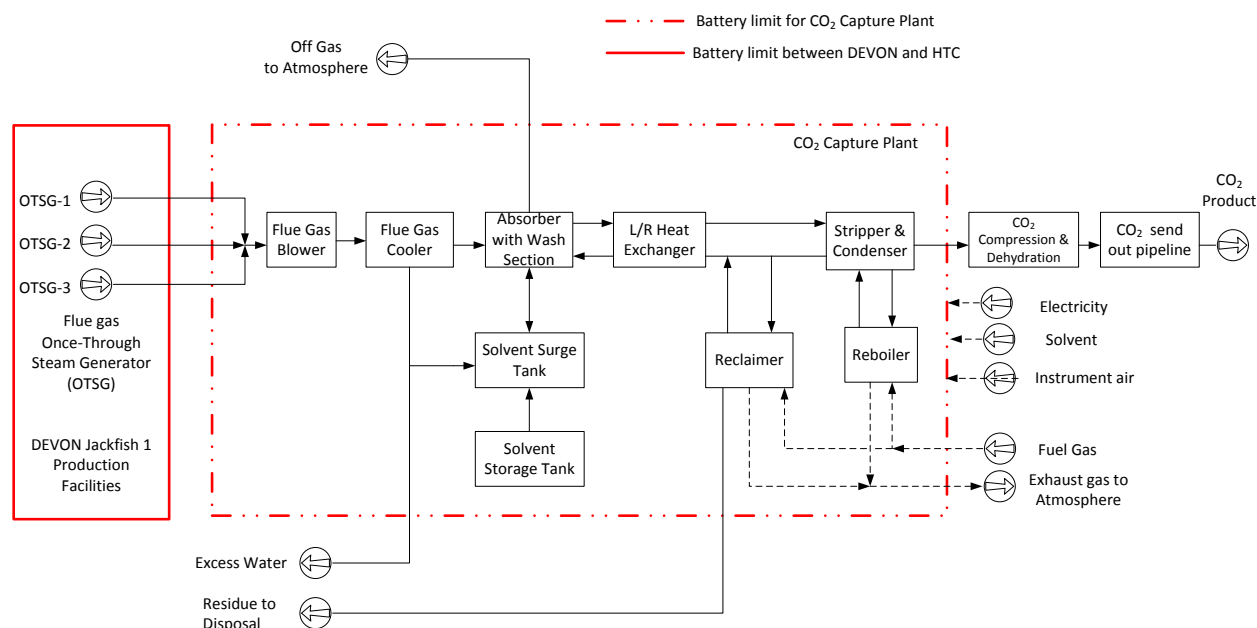 Battery limit for CO₂ Capture Plant
Battery limit between DEVON and HTC
Off Gas
to Atmosphere
CO₂ Capture Plant
OTSG-1
OTSG-2
OTSG-3
Flue gas
Once-Through
Steam Generator
(OTSG)
DEVON Jackfish 1
Production
Facilities
Flue Gas
Blower
Flue Gas
Cooler
Absorber
with Wash
Section
L/R Heat
Exchanger
Stripper &
Condenser
CO₂
Compression &
Dehydration
CO₂ send
out pipeline
CO₂
Product
Solvent Surge
Tank
Solvent
Storage Tank
Reclaimer
Reboiler
Electricity
Solvent
Instrument air
Fuel Gas
Exhaust gas to
Atmosphere
Excess Water
Residue to
Disposal